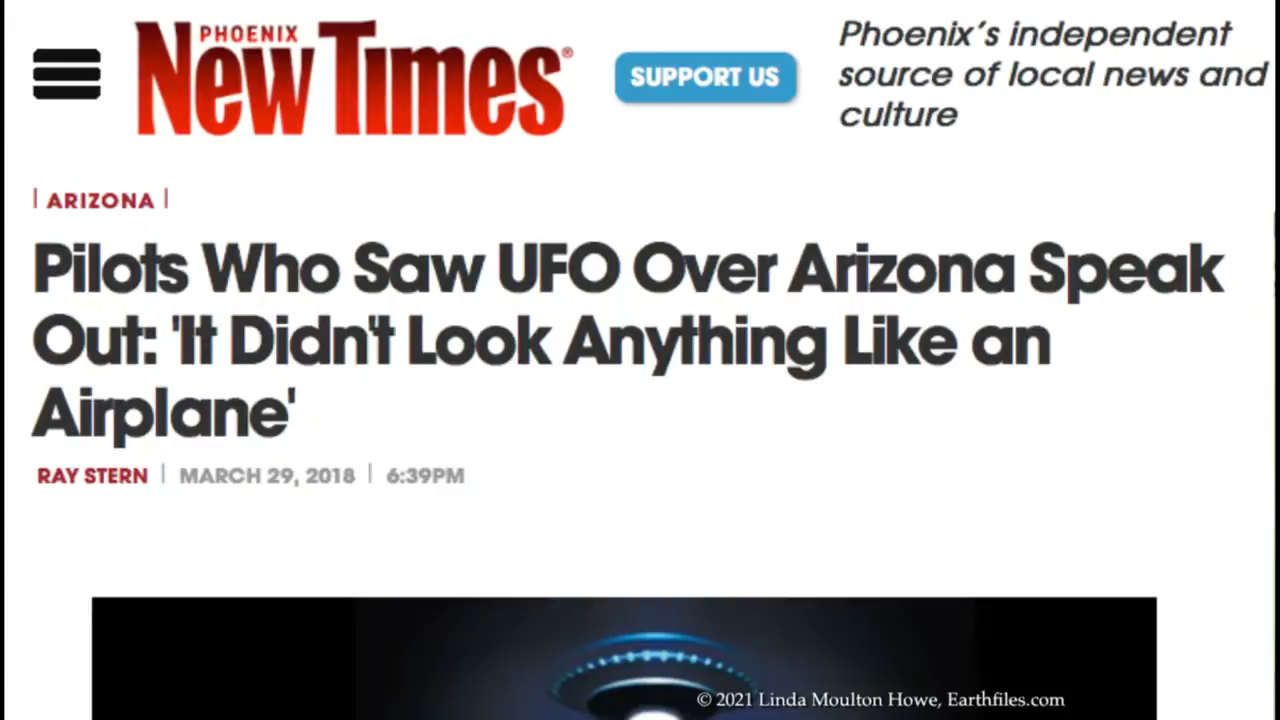 PHOENIX
New Times®
SUPPORT US
Phoenix's independent
source of local news and
culture
| ARIZONA |
Pilots Who Saw UFO Over Arizona Speak
Out: 'It Didn't Look Anything Like an
Airplane'
RAY STERN | MARCH 29, 2018 | 6:39PM
© 2021 Linda Moulton Howe, Earthfiles.com